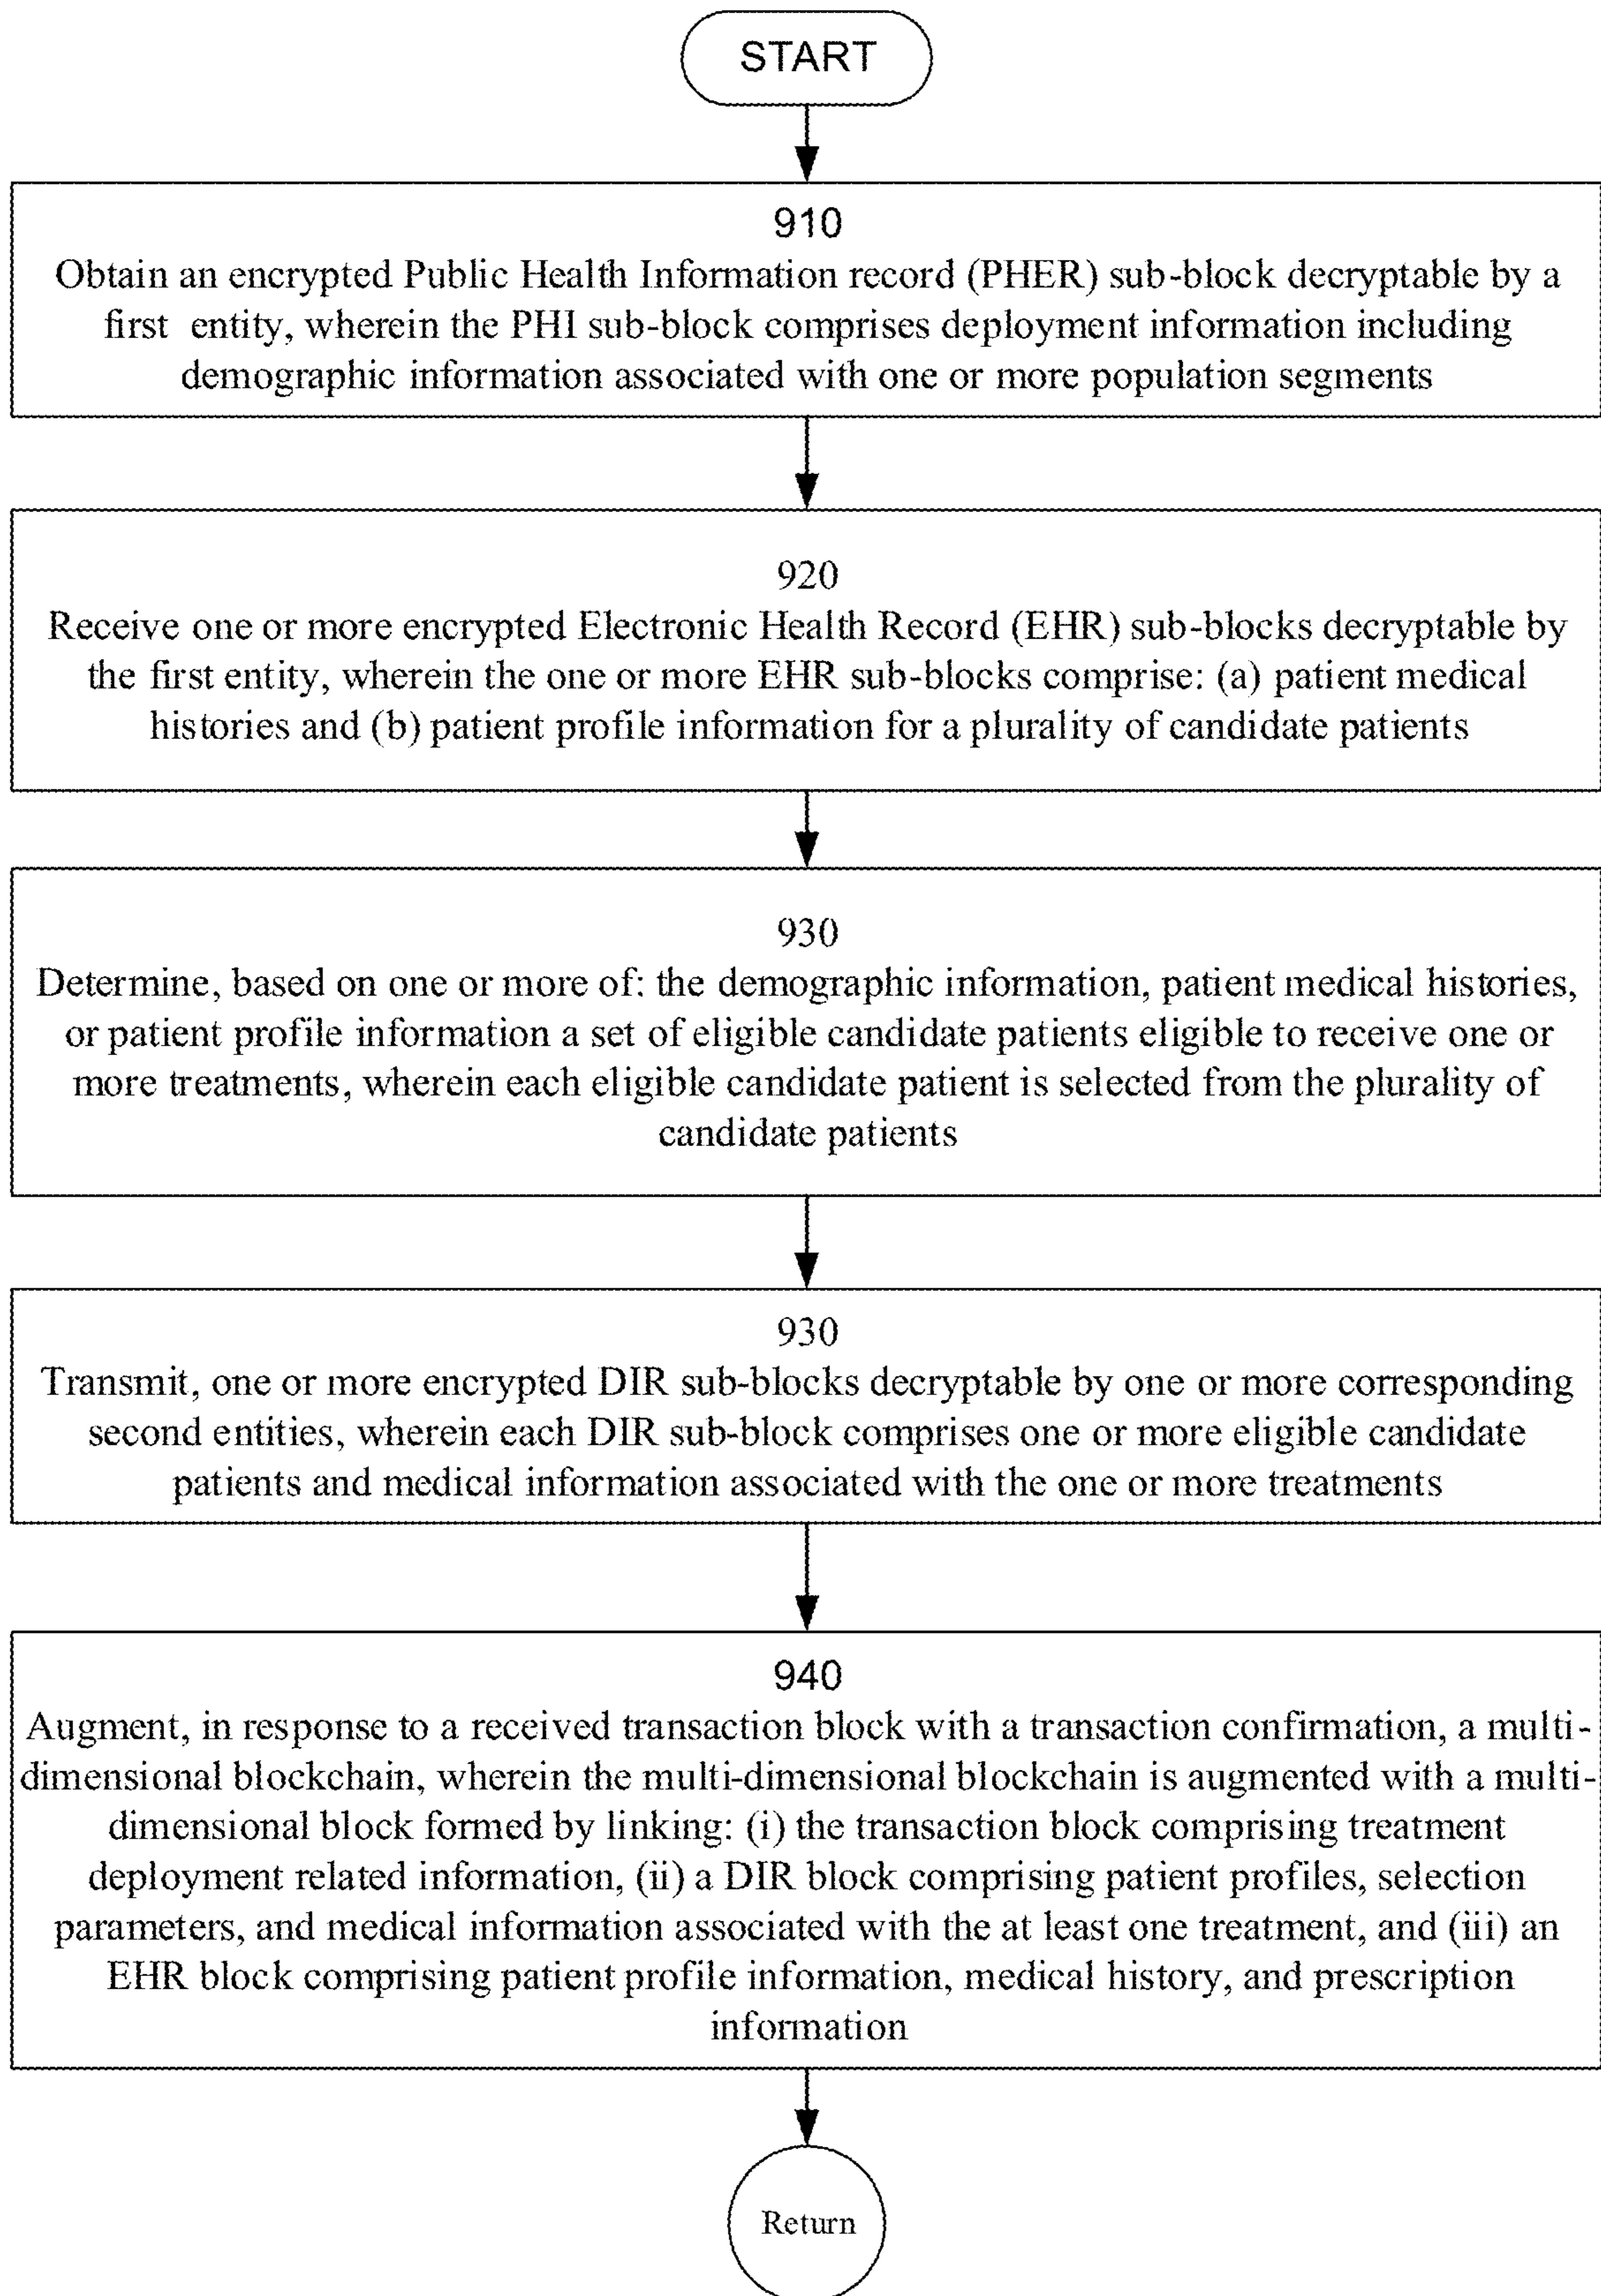 START
910
Obtain an encrypted Public Health Information record (PHER) sub-block decryptable by a
first entity, wherein the PHI sub-block comprises deployment information including
demographic information associated with one or more population segments
920
Receive one or more encrypted Electronic Health Record (EHR) sub-blocks decryptable by
the first entity, wherein the one or more EHR sub-blocks comprise: (a) patient medical
histories and (b) patient profile information for a plurality of candidate patients
930
Determine, based on one or more of: the demographic information, patient medical histories,
or patient profile information a set of eligible candidate patients eligible to receive one or
more treatments, wherein each eligible candidate patient is selected from the plurality of
candidate patients
930
Transmit, one or more encrypted DIR sub-blocks decryptable by one or more corresponding
second entities, wherein each DIR sub-block comprises one or more eligible candidate
patients and medical information associated with the one or more treatments
940
Augment, in response to a received transaction block with a transaction confirmation, a multi-
dimensional blockchain, wherein the multi-dimensional blockchain is augmented with a multi-
dimensional block formed by linking: (i) the transaction block comprising treatment
deployment related information, (ii) a DIR block comprising patient profiles, selection
parameters, and medical information associated with the at least one treatment, and (iii) an
EHR block comprising patient profile information, medical history, and prescription
information
Return